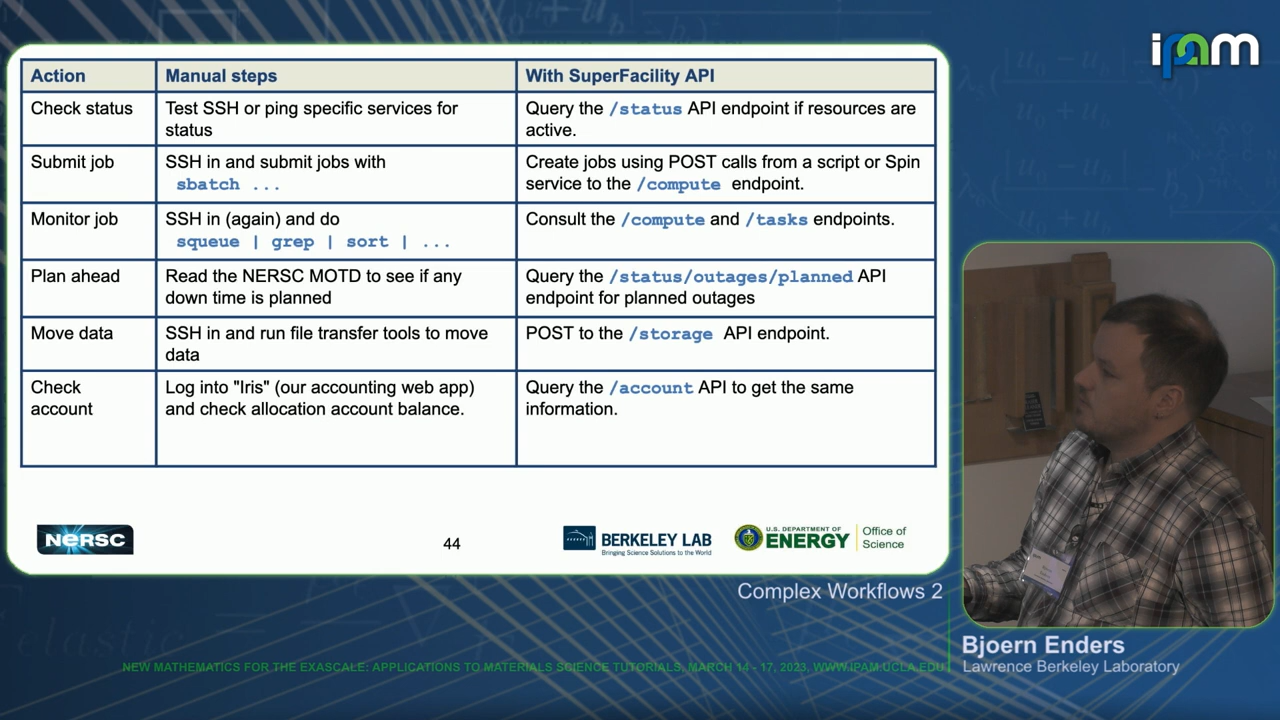 ipam
Action
Manual steps
With SuperFacility API
Check status
Test SSH or ping specific services for
status
Query the /status API endpoint if resources are
active.
Submit job
SSH in and submit jobs with
sbatch ...
Create jobs using POST calls from a script or Spin
service to the /compute endpoint.
Monitor job
SSH in (again) and do
squeue | grep | sort | ...
Consult the /compute and /tasks endpoints.
Plan ahead
Read the NERSC MOTD to see if any
down time is planned
Query the /status/outages/planned API
endpoint for planned outages
Move data
SSH in and run file transfer tools to move
data
POST to the /storage API endpoint.
Check
account
Log into "Iris" (our accounting web app)
and check allocation account balance.
Query the /account API to get the same
information.
NERSC
44
BERKELEY LAB
Bringing Science Solutions to the World
U.S. DEPARTMENT OF
ENERGY
Office of
Science
Complex Workflows 2
Bjoern Enders
Lawrence Berkeley Laboratory
NEW MATHEMATICS FOR THE EXASCALE: APPLICATIONS TO MATERIALS SCIENCE TUTORIALS, MARCH 14 - 17, 2023, WWW.IPAM.UCLA.EDU
elastic